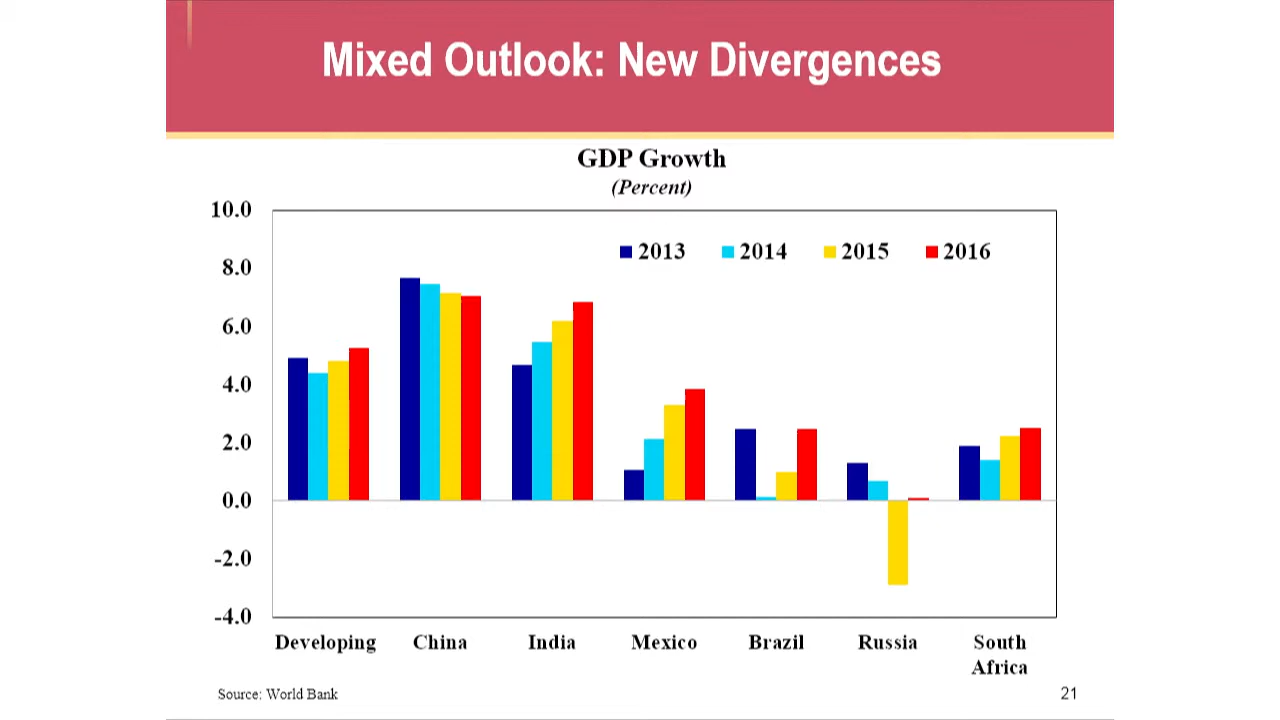 Mixed Outlook: New Divergences
GDP Growth
(Percent)
10.0
8.0
6.0
4.0
2.0
0.0
-2.0
-4.0
2013 2014 2015 2016
Developing China India Mexico Brazil Russia South Africa
Source: World Bank
21